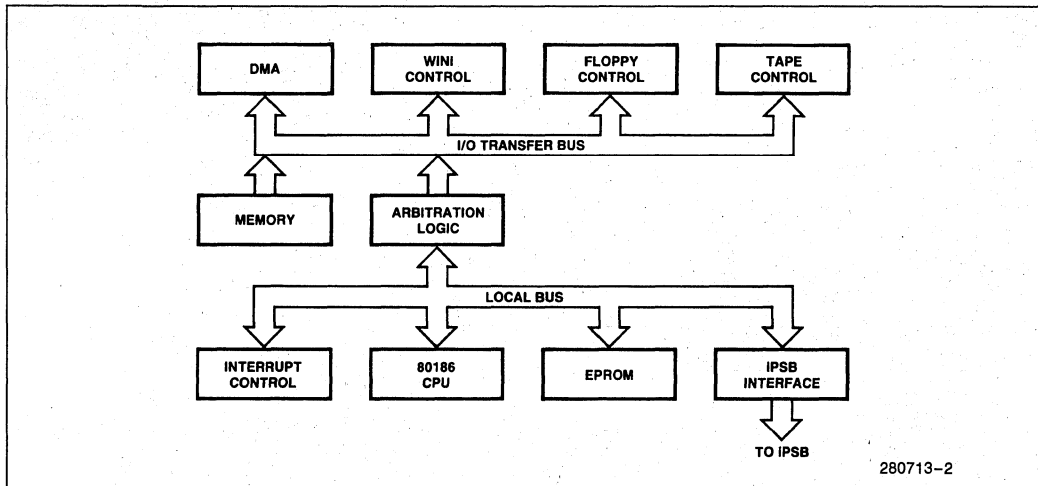 DMA
WINI
CONTROL
FLOPPY
CONTROL
TAPE
CONTROL
I/O TRANSFER BUS
MEMORY
ARBITRATION
LOGIC
LOCAL BUS
INTERRUPT
CONTROL
80186
CPU
EPROM
iPSB
INTERFACE
TO iPSB
280713-2